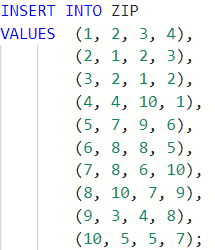 INSERT INTO ZIP
VALUES (1, 2, 3, 4),
(2, 1, 2, 3),
(3, 2, 1, 2),
(4, 4, 10, 1),
(5, 7, 9, 6),
(6, 8, 8, 5),
(7, 8, 6, 10),
(8, 10, 7, 9),
(9, 3, 4, 8),
(10, 5, 5, 7);